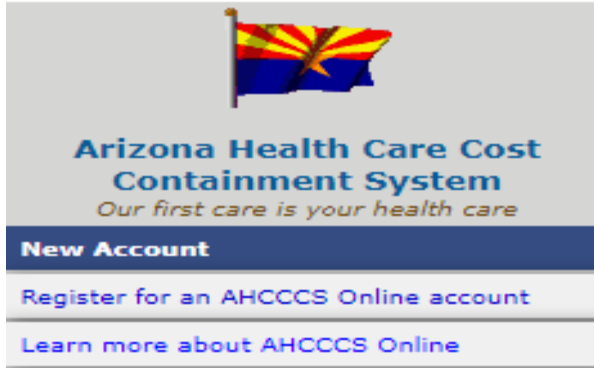 Arizona Health Care Cost
Containment System
Our first care is your health care
New Account
Register for an AHCCCS Online account
Learn more about AHCCCS Online